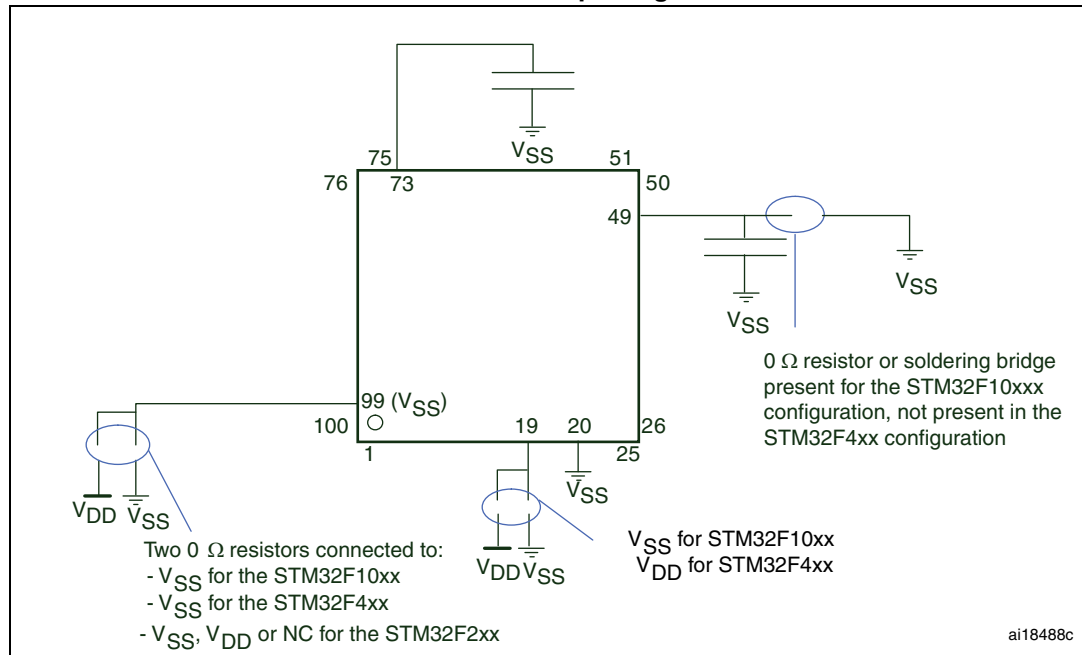 V_SS
75
51
76
73
50
49
V_SS
V_SS
0 Ω resistor or soldering bridge
present for the STM32F10xxx
configuration, not present in the
STM32F4xx configuration
99 (V_SS)
100
19
20
26
1
25
V_DD
V_SS
V_SS
V_DD
V_SS
Two 0 Ω resistors connected to:
- V_SS for the STM32F10xx
- V_SS for the STM32F4xx
- V_SS, V_DD or NC for the STM32F2xx
V_SS for STM32F10xx
V_DD for STM32F4xx
ai18488c